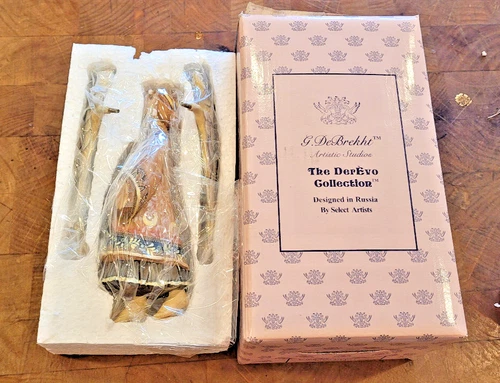 G.DeBrekht™
Artistic Studios
The DerEvo
Collection™
Designed in Russia
By Select Artists